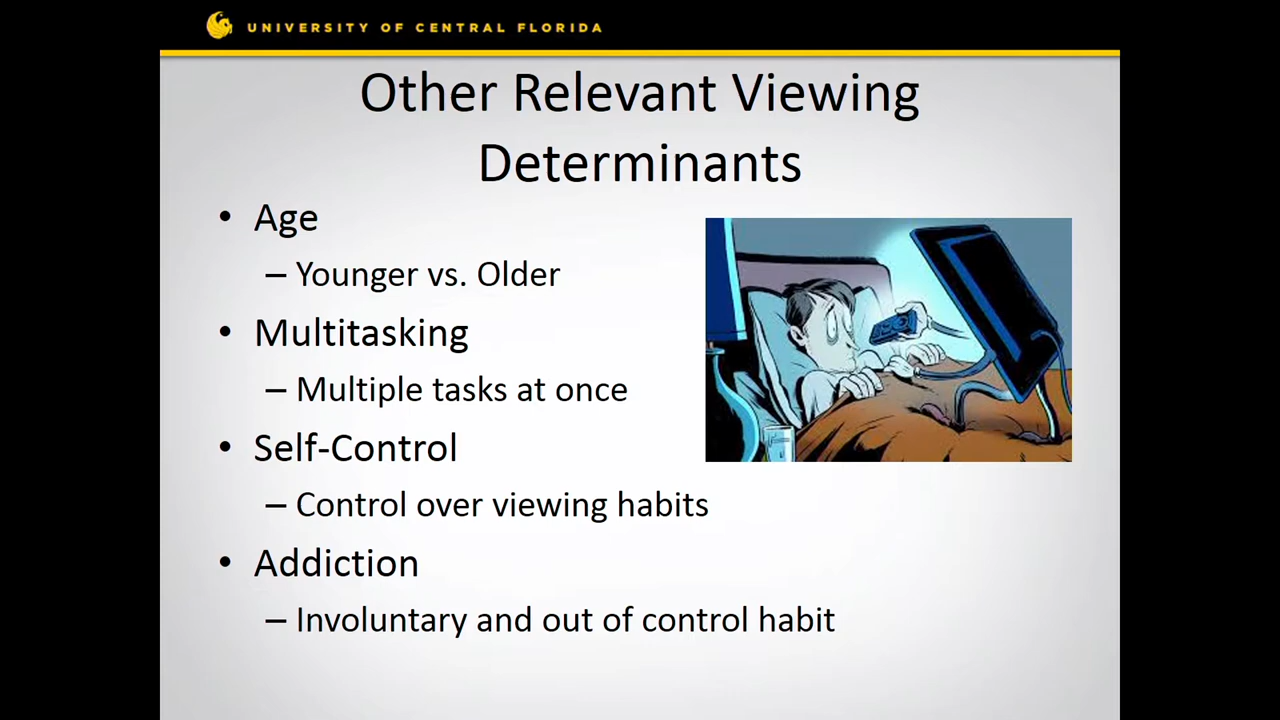 UNIVERSITY OF CENTRAL FLORIDA
Other Relevant Viewing
Determinants
• Age
– Younger vs. Older
• Multitasking
– Multiple tasks at once
• Self-Control
– Control over viewing habits
• Addiction
– Involuntary and out of control habit